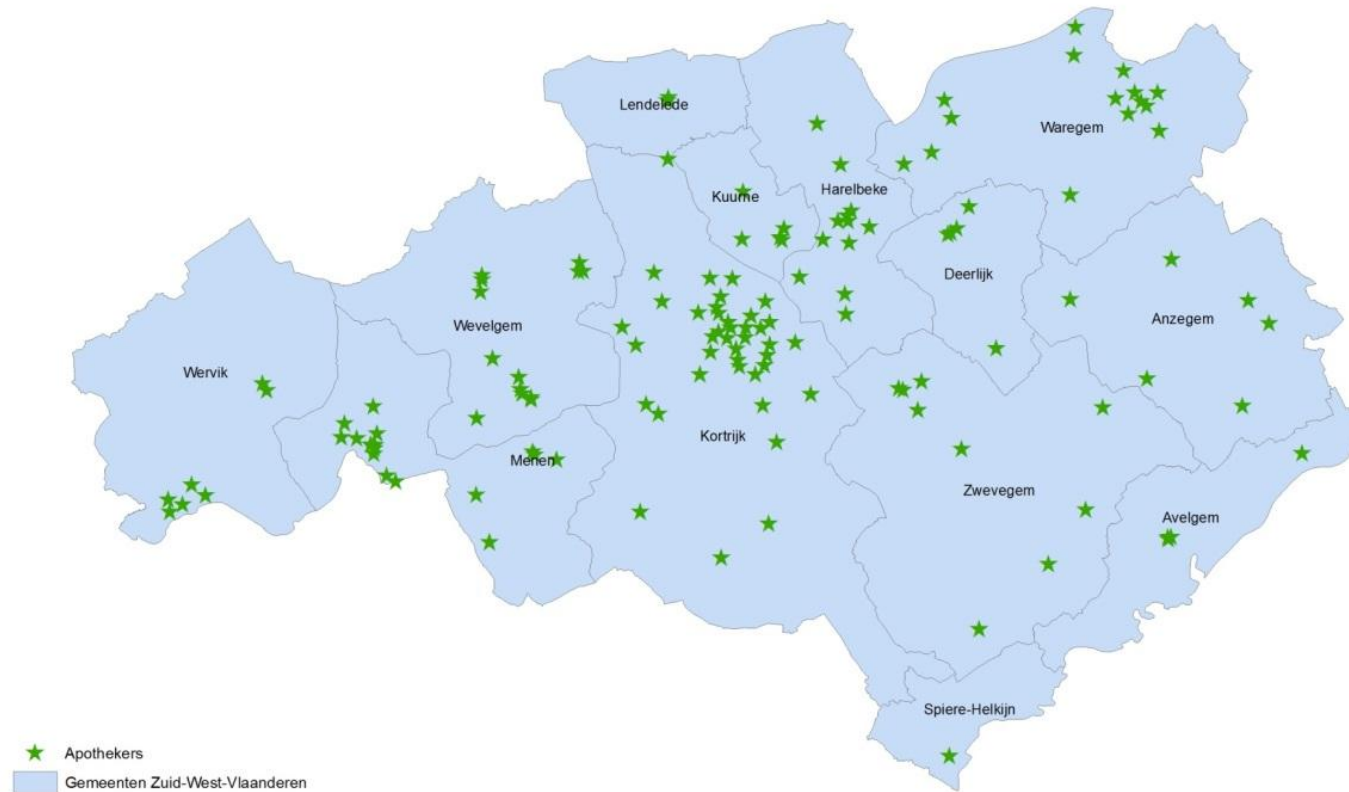 Lendelede
Waregem
Kuurne
Harelbeke
Deerlijk
Anzegem
Wevelgem
Wervik
Kortrijk
Menen
Zwevegem
Avelgem
Spiere-Helkijn
Apothekers
Gemeenten Zuid-West-Vlaanderen